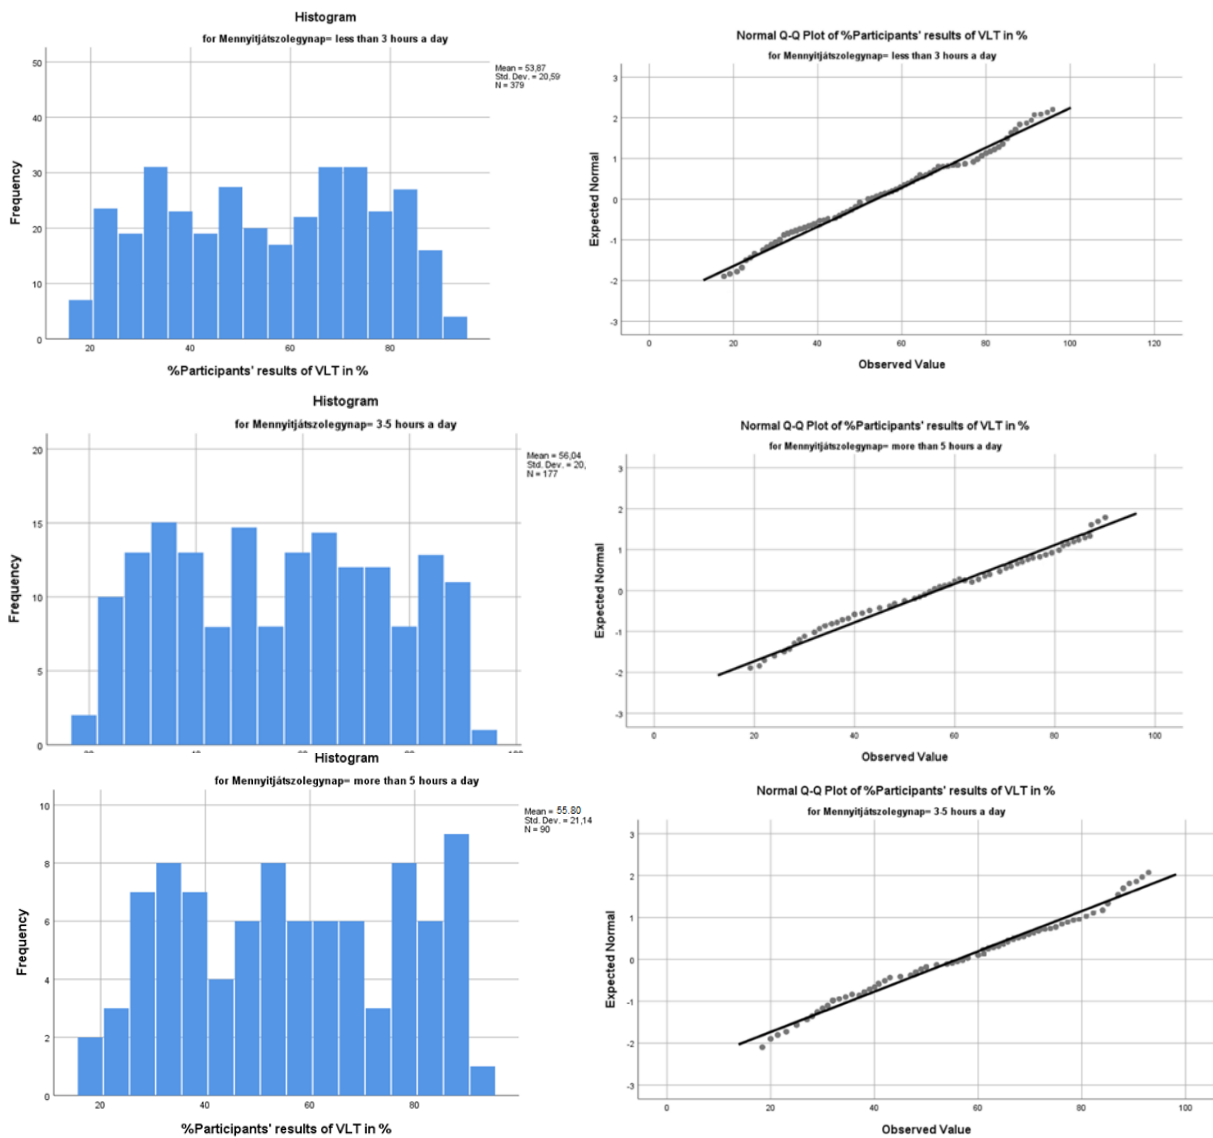 Histogram
for Mennyitjátszolegynap= less than 3 hours a day
Mean = 53,87
Std. Dev. = 20,59
N = 379
50
40
30
20
10
0
Frequency
20 40 60 80
%Participants' results of VLT in %
Normal Q-Q Plot of %Participants' results of VLT in %
for Mennyitjátszolegynap= less than 3 hours a day
3
2
1
0
-1
-2
-3
Expected Normal
0 20 40 60 80 100 120
Observed Value
Histogram
for Mennyitjátszolegynap= 3-5 hours a day
Mean = 56,04
Std. Dev. = 20,
N = 177
20
15
10
5
0
Frequency
Normal Q-Q Plot of %Participants' results of VLT in %
for Mennyitjátszolegynap= more than 5 hours a day
3
2
1
0
-1
-2
-3
Expected Normal
0 20 40 60 80 100
Observed Value
Histogram
for Mennyitjátszolegynap= more than 5 hours a day
Mean = 55.80
Std. Dev. = 21,14
N = 90
10
8
6
4
2
0
Frequency
20 40 60 80
%Participants' results of VLT in %
Normal Q-Q Plot of %Participants' results of VLT in %
for Mennyitjátszolegynap= 3-5 hours a day
3
2
1
0
-1
-2
-3
Expected Normal
0 20 40 60 80 100
Observed Value